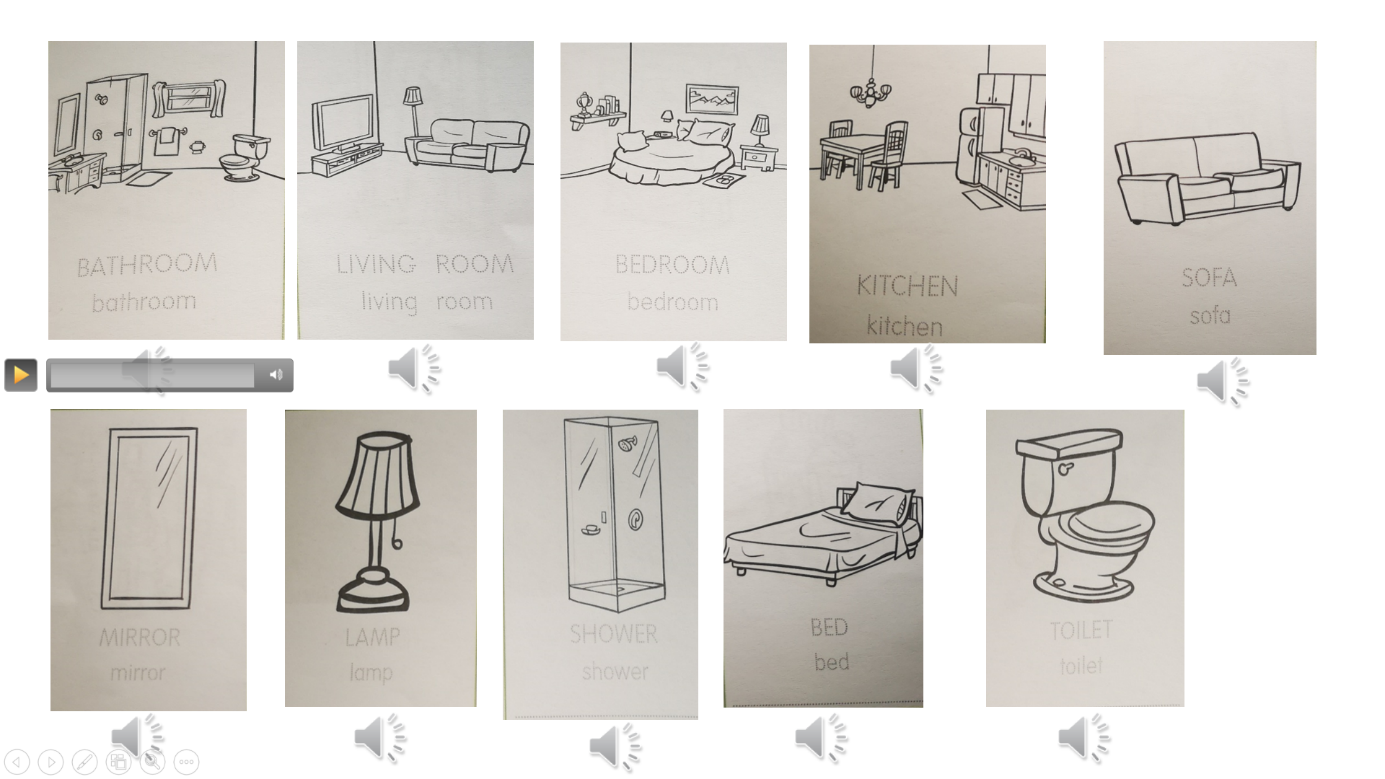 BATHROOM
bathroom
LIVING ROOM
living room
BEDROOM
bedroom
KITCHEN
kitchen
SOFA
sofa
MIRROR
mirror
LAMP
lamp
SHOWER
shower
BED
bed
TOILET
toilet